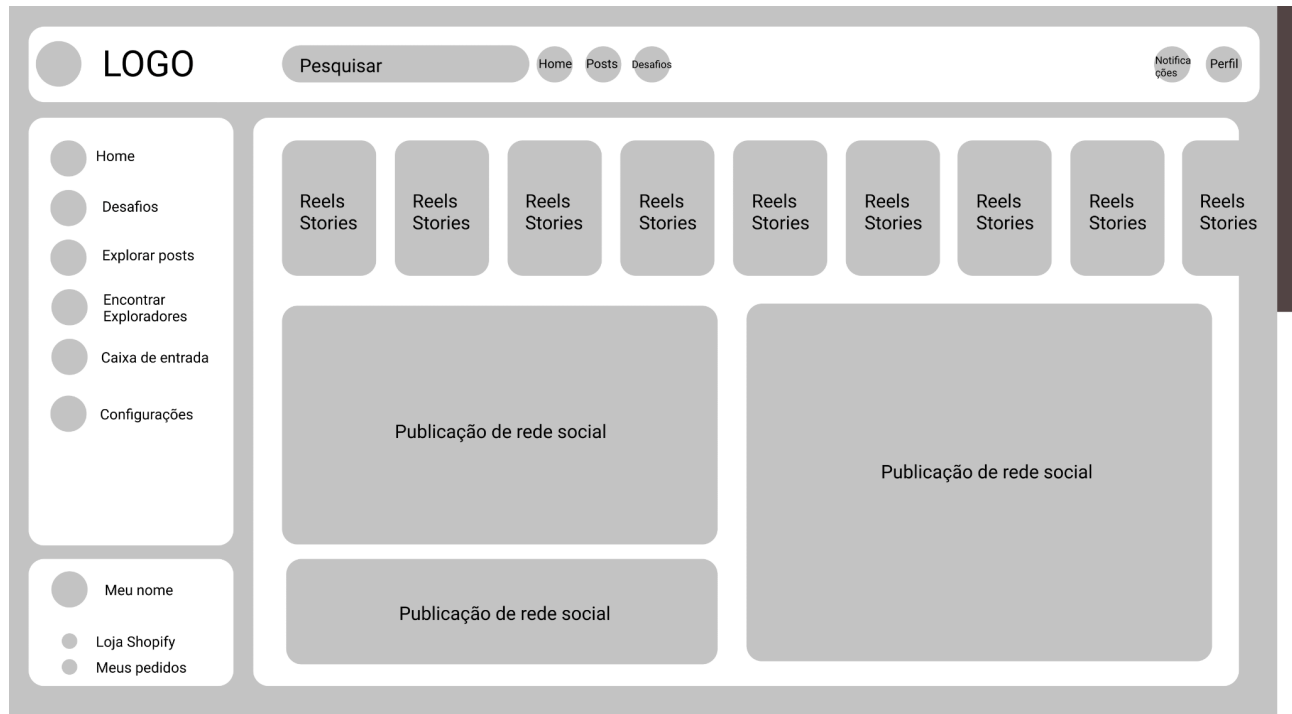 LOGO
Pesquisar
Home
Posts
Desafios
Notifica
ções
Perfil
Home
Desafios
Explorar posts
Encontrar
Exploradores
Caixa de entrada
Configurações
Meu nome
Loja Shopify
Meus pedidos
Reels
Stories
Reels
Stories
Reels
Stories
Reels
Stories
Reels
Stories
Reels
Stories
Reels
Stories
Reels
Stories
Reels
Stories
Publicação de rede social
Publicação de rede social
Publicação de rede social